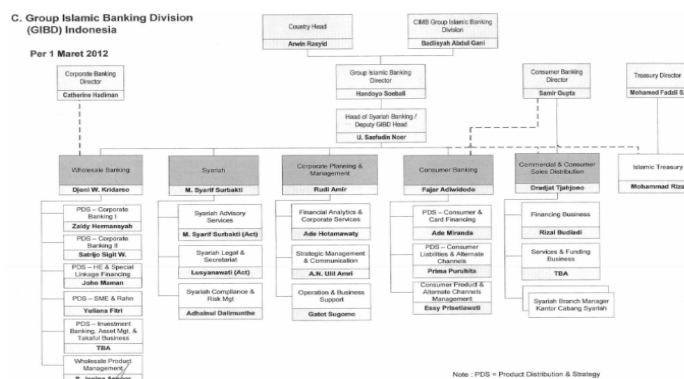 C. Group Islamic Banking Division
(GIBD) Indonesia
Per 1 Maret 2012
Country Head
Arwin Rasyid
CIMB Group Islamic Banking
Division
Badlisyah Abdul Gani
Corporate Banking
Director
Catherine Hadiman
Group Islamic Banking
Director
Handoyo Soebali
Consumer Banking
Director
Samir Gupta
Treasury Director
Mohamed Fadzil S
Head of Syariah Banking /
Deputy GIBD Head
U. Saefudin Noer
Wholesale Banking
Djoni W. Kridarso
Syariah
M. Syarif Surbakti
Corporate Planning &
Management
Rudi Amir
Consumer Banking
Fajar Adiwidodo
Commercial & Consumer
Sales Distribution
Dradjat Tjahjono
Islamic Treasury
Mohammad Riza
PDS – Corporate
Banking I
Zaidy Hermansyah
PDS – Corporate
Banking II
Satrijo Sigit W.
PDS – HE & Special
Linkage Financing
John Maman
PDS – SME & Rahn
Yuliana Fitri
PDS – Investment
Banking, Asset Mgt, &
Takaful Business
TBA
Wholesale Product
Management
Syariah Advisory
Services
M. Syarif Surbakti (Act)
Syariah Legal &
Secretariat
Lusyanawati (Act)
Syariah Compliance &
Risk Mgt
Adhainul Dalimunthe
Financial Analytics &
Corporate Services
Ade Hotamawaty
Strategic Management
& Communication
A.N. Ulil Amri
Operation & Business
Support
Gatot Sugomo
PDS – Consumer &
Card Financing
Ade Miranda
PDS – Consumer
Liabilities & Alternate
Channels
Prima Puruhita
Consumer Product &
Alternate Channels
Management
Essy Prisetiawati
Financing Business
Rizal Budiadi
Services & Funding
Business
TBA
Syariah Branch Manager
Kantor Cabang Syariah
Note : PDS = Product Distribution & Strategy